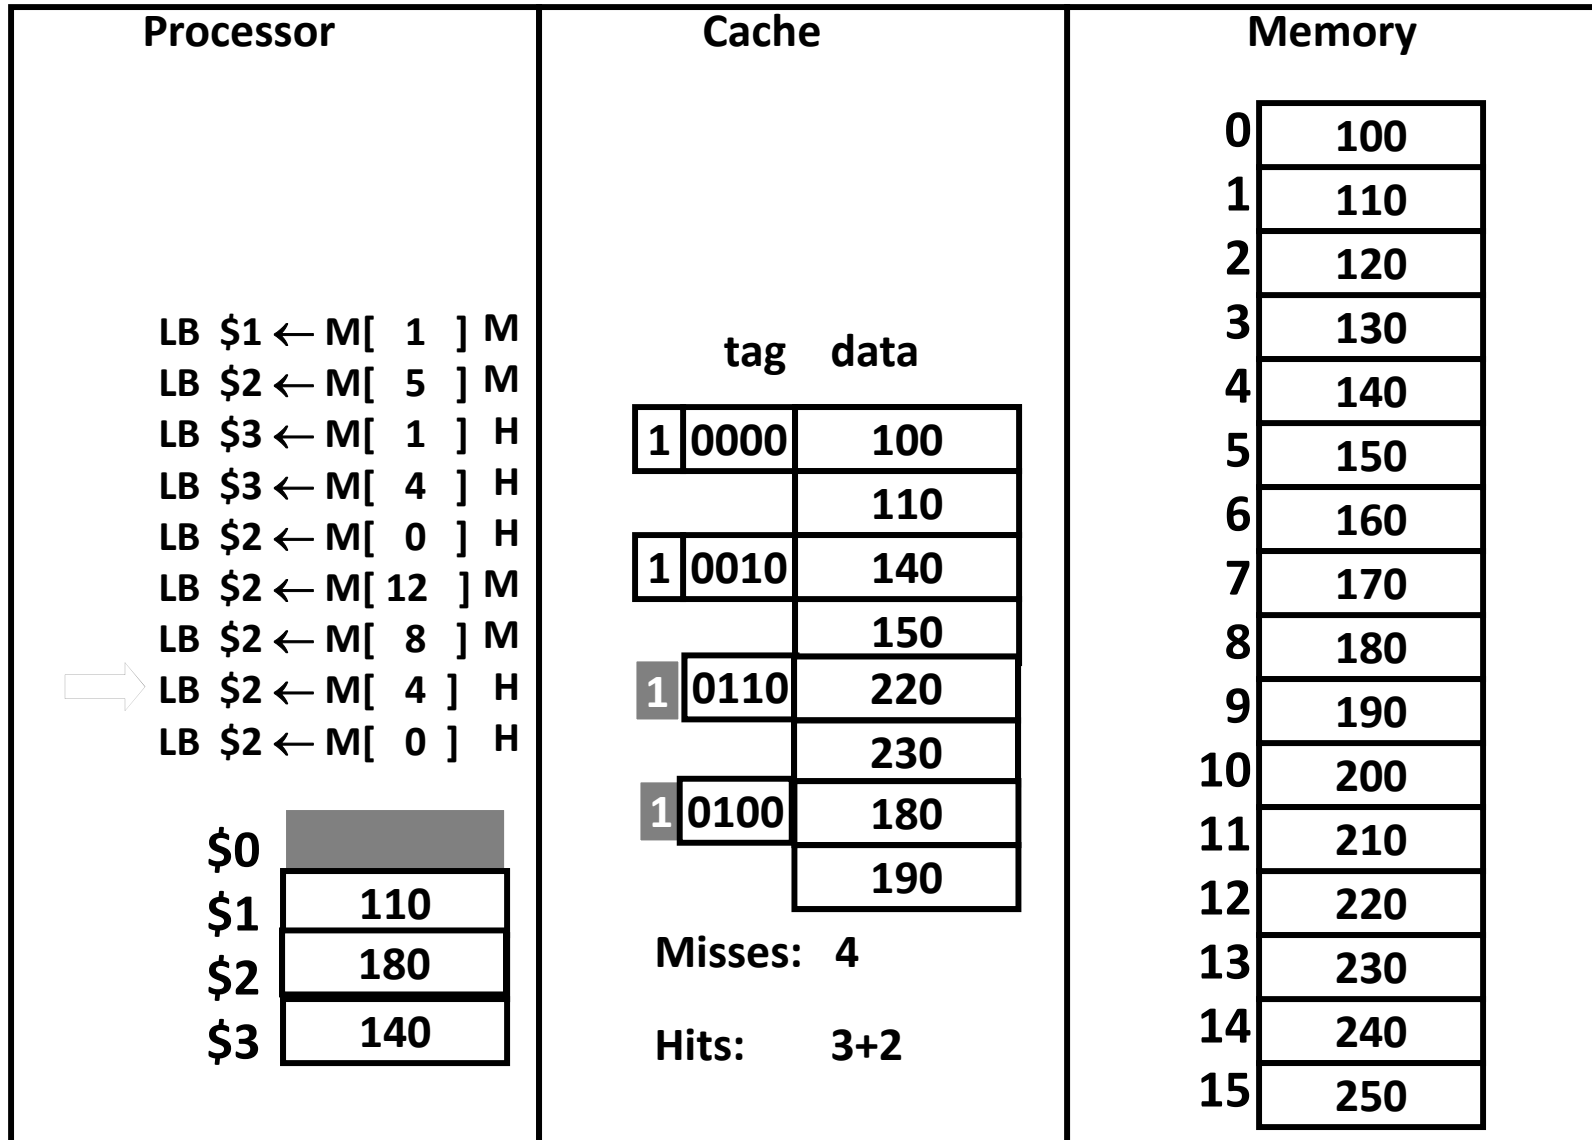 Processor
LB $1 ← M[ 1 ] M
LB $2 ← M[ 5 ] M
LB $3 ← M[ 1 ] H
LB $3 ← M[ 4 ] H
LB $2 ← M[ 0 ] H
LB $2 ← M[ 12 ] M
LB $2 ← M[ 8 ] M
LB $2 ← M[ 4 ] H
LB $2 ← M[ 0 ] H
$0
$1 110
$2 180
$3 140
Cache
tag data
1 0000 100
110
1 0010 140
150
1 0110 220
230
1 0100 180
190
Misses: 4
Hits: 3+2
Memory
0 100
1 110
2 120
3 130
4 140
5 150
6 160
7 170
8 180
9 190
10 200
11 210
12 220
13 230
14 240
15 250